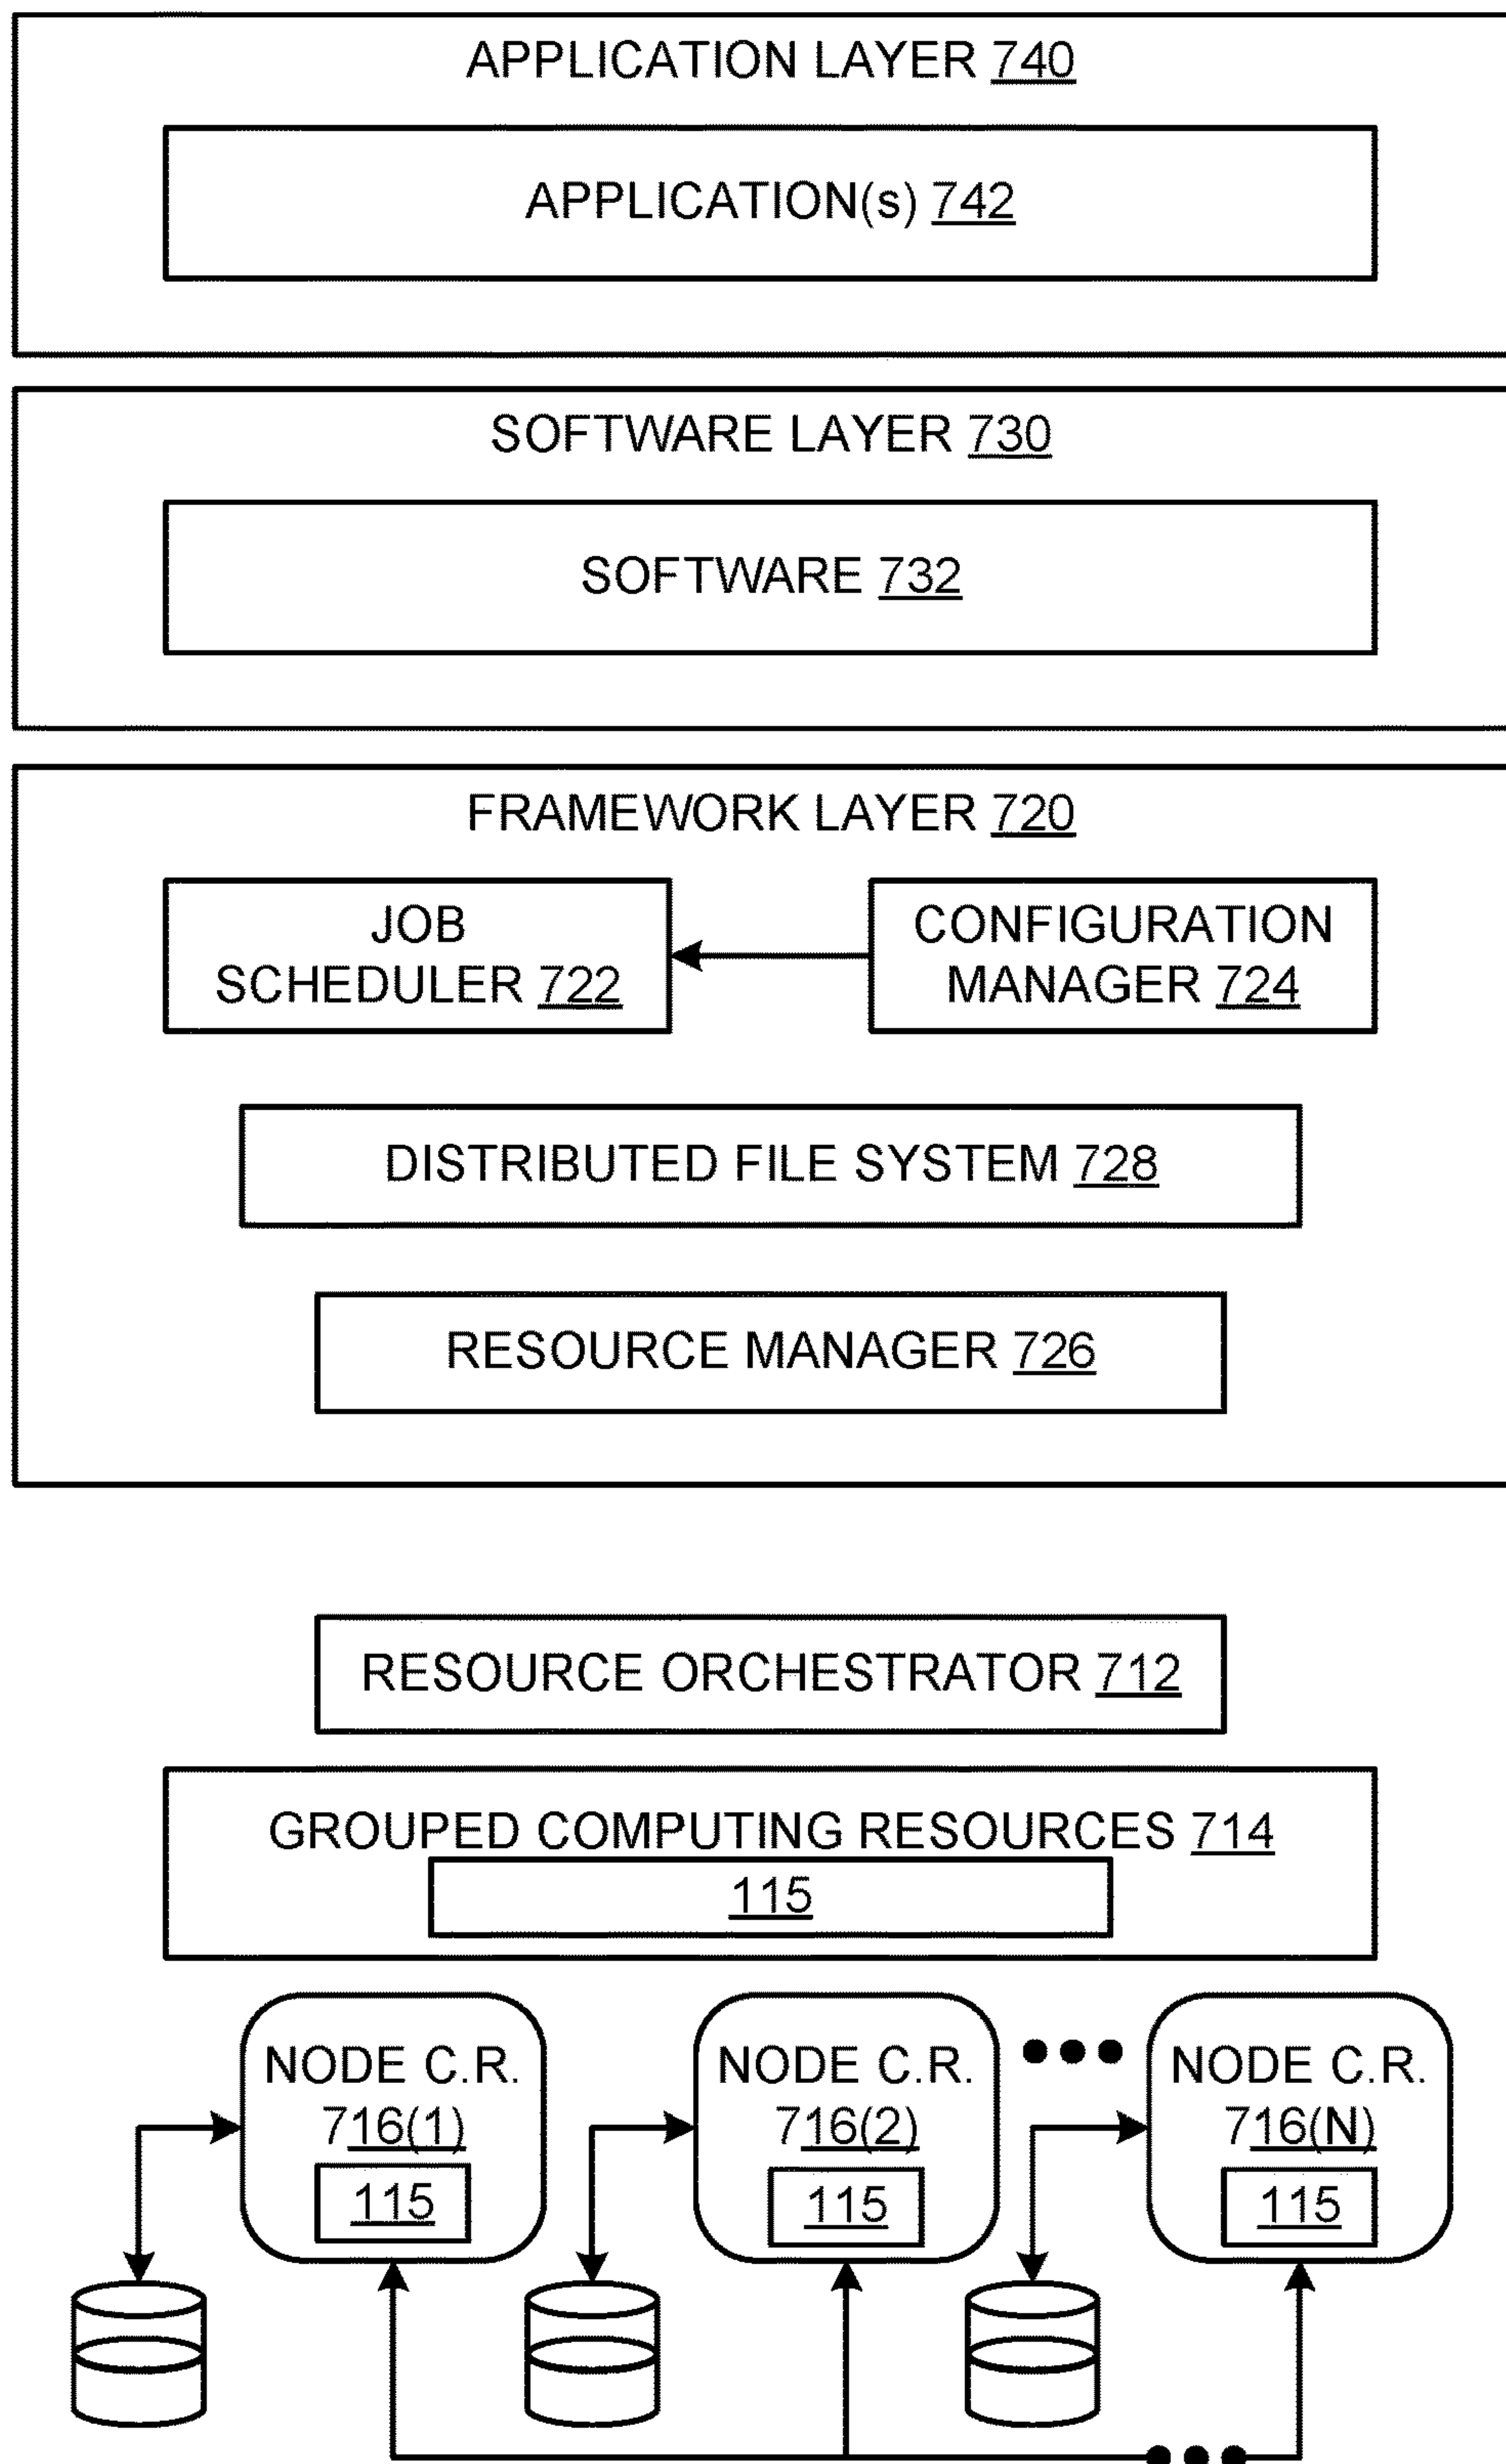 APPLICATION LAYER 740
APPLICATION(s) 742
SOFTWARE LAYER 730
SOFTWARE 732
FRAMEWORK LAYER 720
JOB
SCHEDULER 722
CONFIGURATION
MANAGER 724
DISTRIBUTED FILE SYSTEM 728
RESOURCE MANAGER 726
RESOURCE ORCHESTRATOR 712
GROUPED COMPUTING RESOURCES 714
115
NODE C.R.
716(1)
115
NODE C.R.
716(2)
115
NODE C.R.
716(N)
115